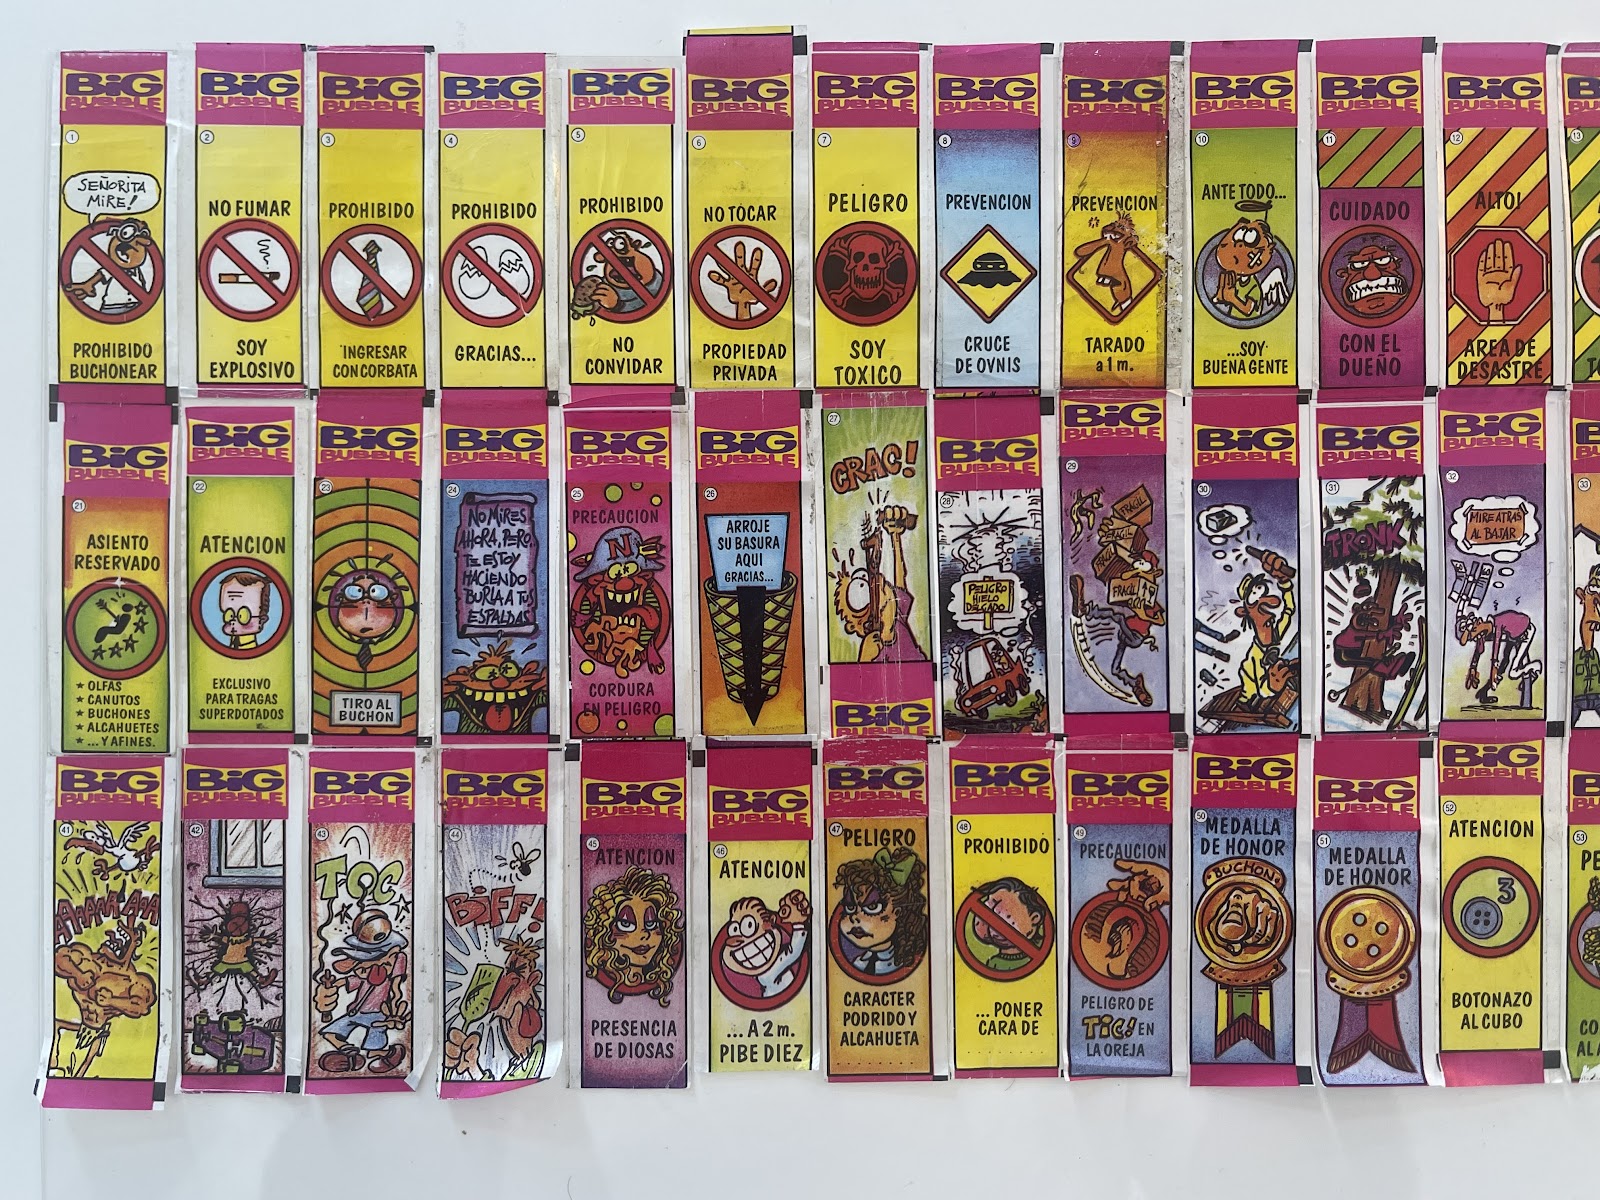 BiG
BUBBLE
1
SEÑORITA
MIRE!
PROHIBIDO
BUCHONEAR
BiG
BUBBLE
2
NO FUMAR
SOY
EXPLOSIVO
BiG
BUBBLE
3
PROHIBIDO
INGRESAR
CON CORBATA
BiG
BUBBLE
4
PROHIBIDO
GRACIAS...
BiG
BUBBLE
5
PROHIBIDO
NO
CONVIDAR
BiG
BUBBLE
6
NO TOCAR
PROPIEDAD
PRIVADA
BiG
BUBBLE
7
PELIGRO
SOY
TOXICO
BiG
BUBBLE
8
PREVENCION
CRUCE
DE OVNIS
BiG
BUBBLE
9
PREVENCION
TARADO
a 1 m.
BiG
BUBBLE
10
ANTE TODO...
...SOY
BUENA GENTE
BiG
BUBBLE
11
CUIDADO
CON EL
DUEÑO
BiG
BUBBLE
12
ALTO!
AREA DE
DESASTRE
13
BiG
BUBBLE
21
ASIENTO
RESERVADO
★ OLFAS
★ CANUTOS
★ BUCHONES
★ ALCAHUETES
★ ... Y AFINES.
BiG
BUBBLE
22
ATENCION
EXCLUSIVO
PARA TRAGAS
SUPERDOTADOS
BiG
BUBBLE
23
TIRO AL
BUCHON
BiG
BUBBLE
24
NO MIRES
AHORA, PERO..
TE ESTOY
HACIENDO
BURLA A TUS
ESPALDAS
BiG
BUBBLE
25
PRECAUCION
N
CORDURA
EN PELIGRO
BiG
BUBBLE
26
ARROJE
SU BASURA
AQUI
GRACIAS...
27
CRAC!
BiG
BUBBLE
BiG
BUBBLE
28
PELIGRO
HIELO
DELGADO
BiG
BUBBLE
29
FRAGIL
FRAGIL
FRAGIL
BiG
BUBBLE
30
BiG
BUBBLE
31
TRONK
BiG
BUBBLE
32
MIRE ATRAS
AL BAJAR
33
BiG
BUBBLE
41
BiG
BUBBLE
42
BiG
BUBBLE
43
TOC
BiG
BUBBLE
44
BIFF!
BiG
BUBBLE
45
ATENCION
PRESENCIA
DE DIOSAS
BiG
BUBBLE
46
ATENCION
... A 2 m.
PIBE DIEZ
BiG
BUBBLE
47
PELIGRO
CARACTER
PODRIDO Y
ALCAHUETA
BiG
BUBBLE
48
PROHIBIDO
... PONER
CARA DE
BiG
BUBBLE
49
PRECAUCION
PELIGRO DE
TIC! EN
LA OREJA
BiG
BUBBLE
50
MEDALLA
DE HONOR
BUCHON
BiG
BUBBLE
51
MEDALLA
DE HONOR
BiG
BUBBLE
52
ATENCION
3
BOTONAZO
AL CUBO
53